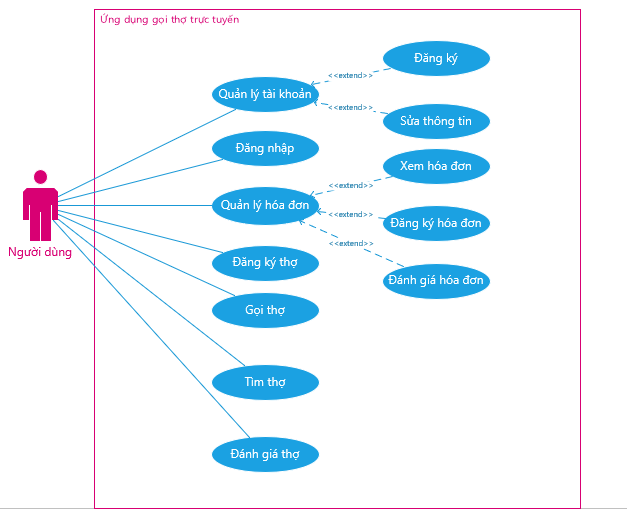 Ứng dụng gọi thợ trực tuyến
Đăng ký
<<extend>>
Quản lý tài khoản
<<extend>>
Sửa thông tin
Đăng nhập
Xem hóa đơn
<<extend>>
Quản lý hóa đơn
<<extend>>
Đăng ký hóa đơn
<<extend>>
Người dùng
Đăng ký thợ
Đánh giá hóa đơn
Gọi thợ
Tìm thợ
Đánh giá thợ